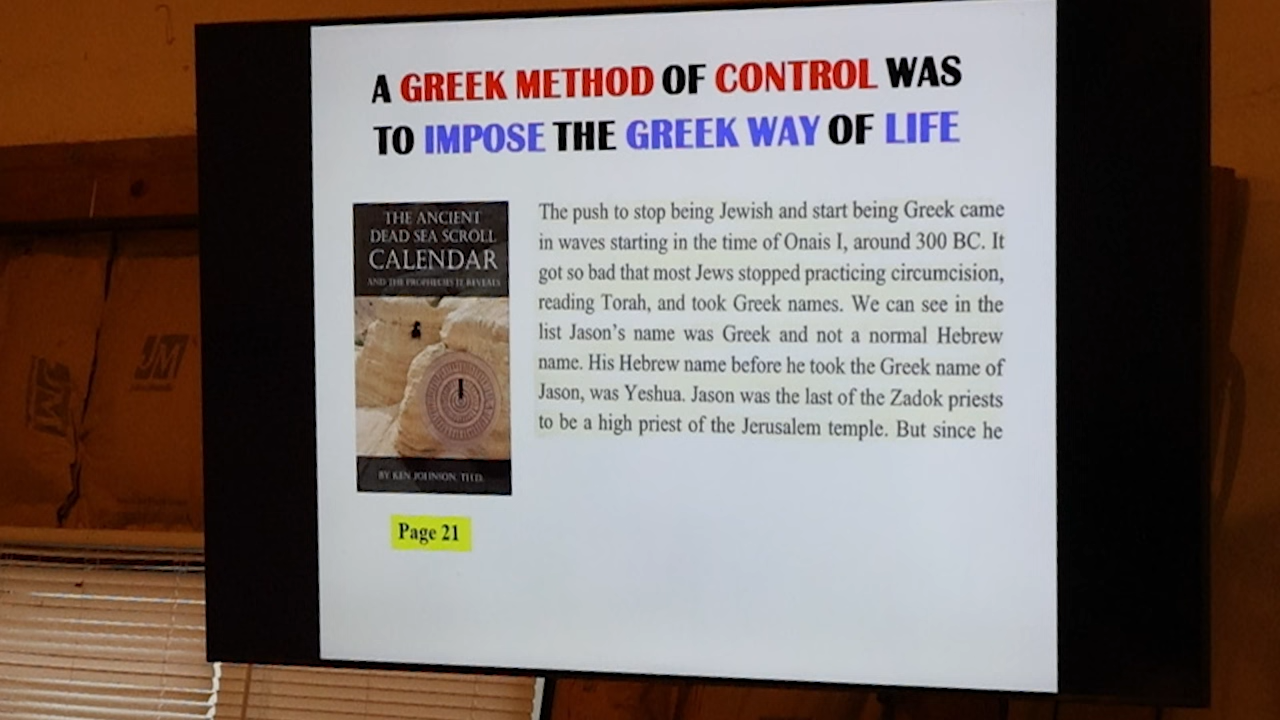 A GREEK METHOD OF CONTROL WAS
TO IMPOSE THE GREEK WAY OF LIFE
THE ANCIENT
DEAD SEA SCROLL
CALENDAR
AND THE PROPHECIES IT REVEALS
BY KEN JOHNSON, TH.D.
Page 21
The push to stop being Jewish and start being Greek came
in waves starting in the time of Onais I, around 300 BC. It
got so bad that most Jews stopped practicing circumcision,
reading Torah, and took Greek names. We can see in the
list Jason's name was Greek and not a normal Hebrew
name. His Hebrew name before he took the Greek name of
Jason, was Yeshua. Jason was the last of the Zadok priests
to be a high priest of the Jerusalem temple. But since he
JM
JM